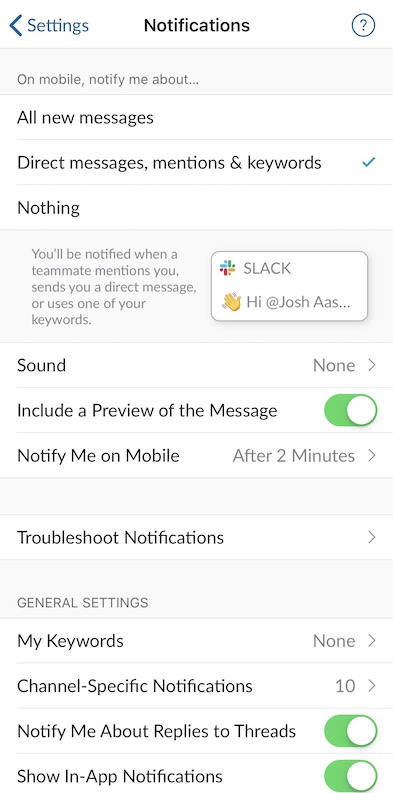 Settings
Notifications
?
On mobile, notify me about...
All new messages
Direct messages, mentions & keywords
Nothing
You'll be notified when a
teammate mentions you,
sends you a direct message,
or uses one of your
keywords.
SLACK
Hi @Josh Aas...
Sound None
Include a Preview of the Message
Notify Me on Mobile After 2 Minutes
Troubleshoot Notifications
GENERAL SETTINGS
My Keywords None
Channel-Specific Notifications 10
Notify Me About Replies to Threads
Show In-App Notifications